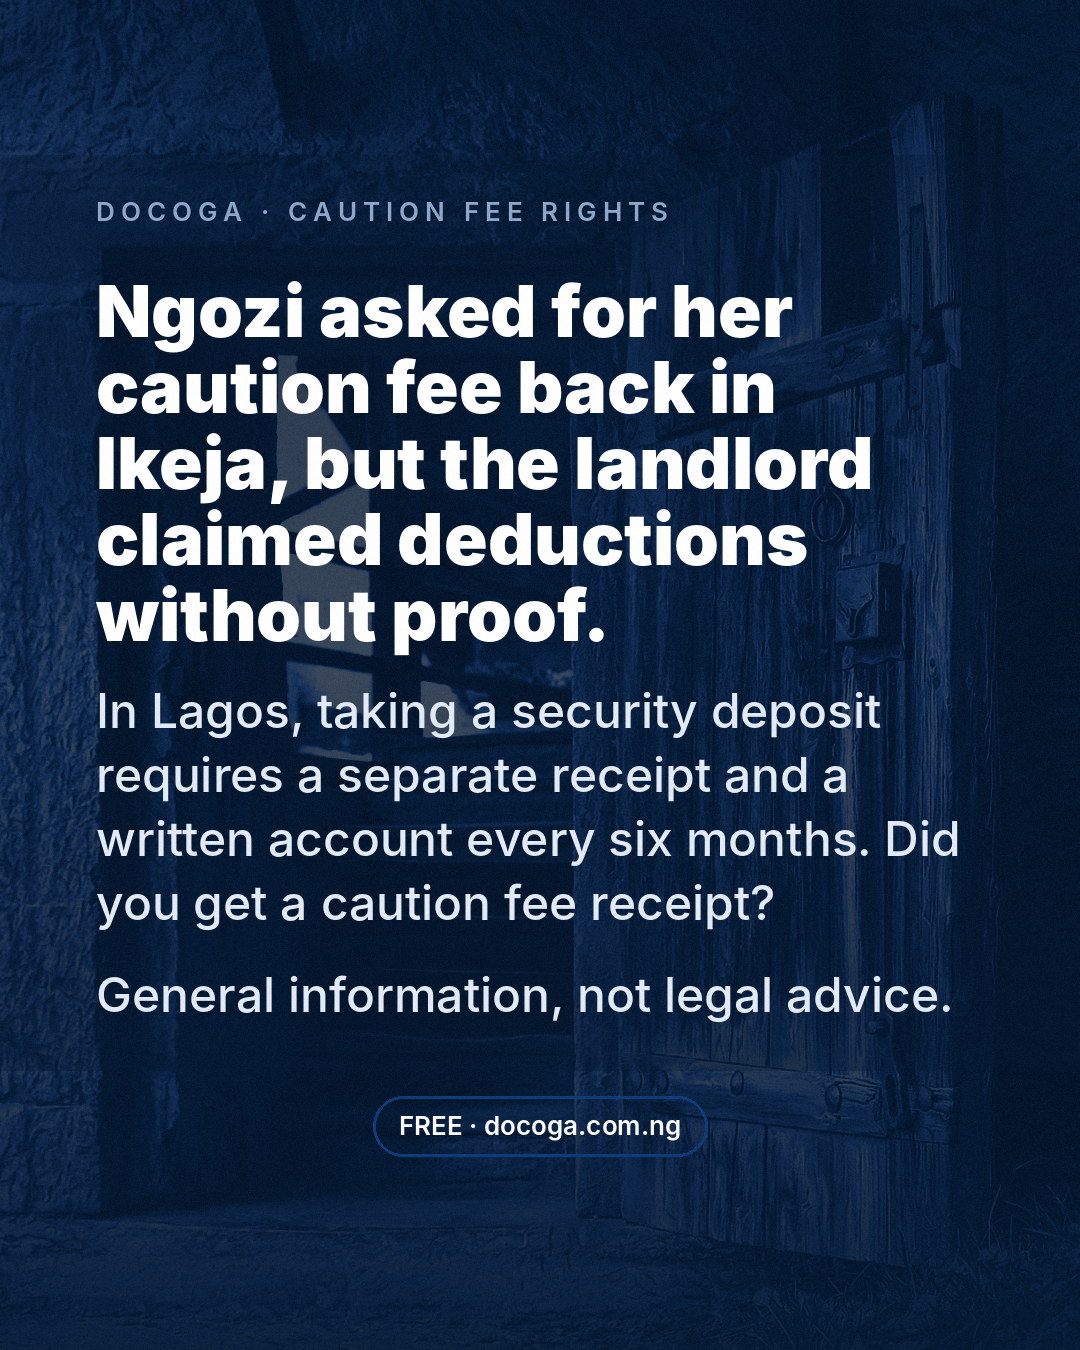 DOCOGA · CAUTION FEE RIGHTS
Ngozi asked for her
caution fee back in
Ikeja, but the landlord
claimed deductions
without proof.
In Lagos, taking a security deposit
requires a separate receipt and a
written account every six months. Did
you get a caution fee receipt?
General information, not legal advice.
FREE · docoga.com.ng